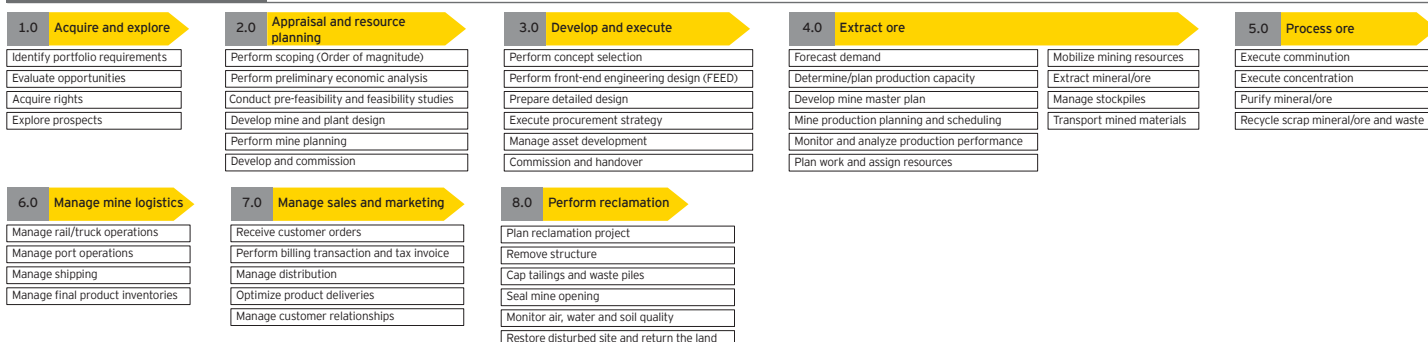 1.0 Acquire and explore
Identify portfolio requirements
Evaluate opportunities
Acquire rights
Explore prospects
2.0 Appraisal and resource
planning
Perform scoping (Order of magnitude)
Perform preliminary economic analysis
Conduct pre-feasibility and feasibility studies
Develop mine and plant design
Perform mine planning
Develop and commission
3.0 Develop and execute
Perform concept selection
Perform front-end engineering design (FEED)
Prepare detailed design
Execute procurement strategy
Manage asset development
Commission and handover
4.0 Extract ore
Forecast demand
Determine/plan production capacity
Develop mine master plan
Mine production planning and scheduling
Monitor and analyze production performance
Plan work and assign resources
Mobilize mining resources
Extract mineral/ore
Manage stockpiles
Transport mined materials
5.0 Process ore
Execute comminution
Execute concentration
Purify mineral/ore
Recycle scrap mineral/ore and waste
6.0 Manage mine logistics
Manage rail/truck operations
Manage port operations
Manage shipping
Manage final product inventories
7.0 Manage sales and marketing
Receive customer orders
Perform billing transaction and tax invoice
Manage distribution
Optimize product deliveries
Manage customer relationships
8.0 Perform reclamation
Plan reclamation project
Remove structure
Cap tailings and waste piles
Seal mine opening
Monitor air, water and soil quality
Restore disturbed site and return the land